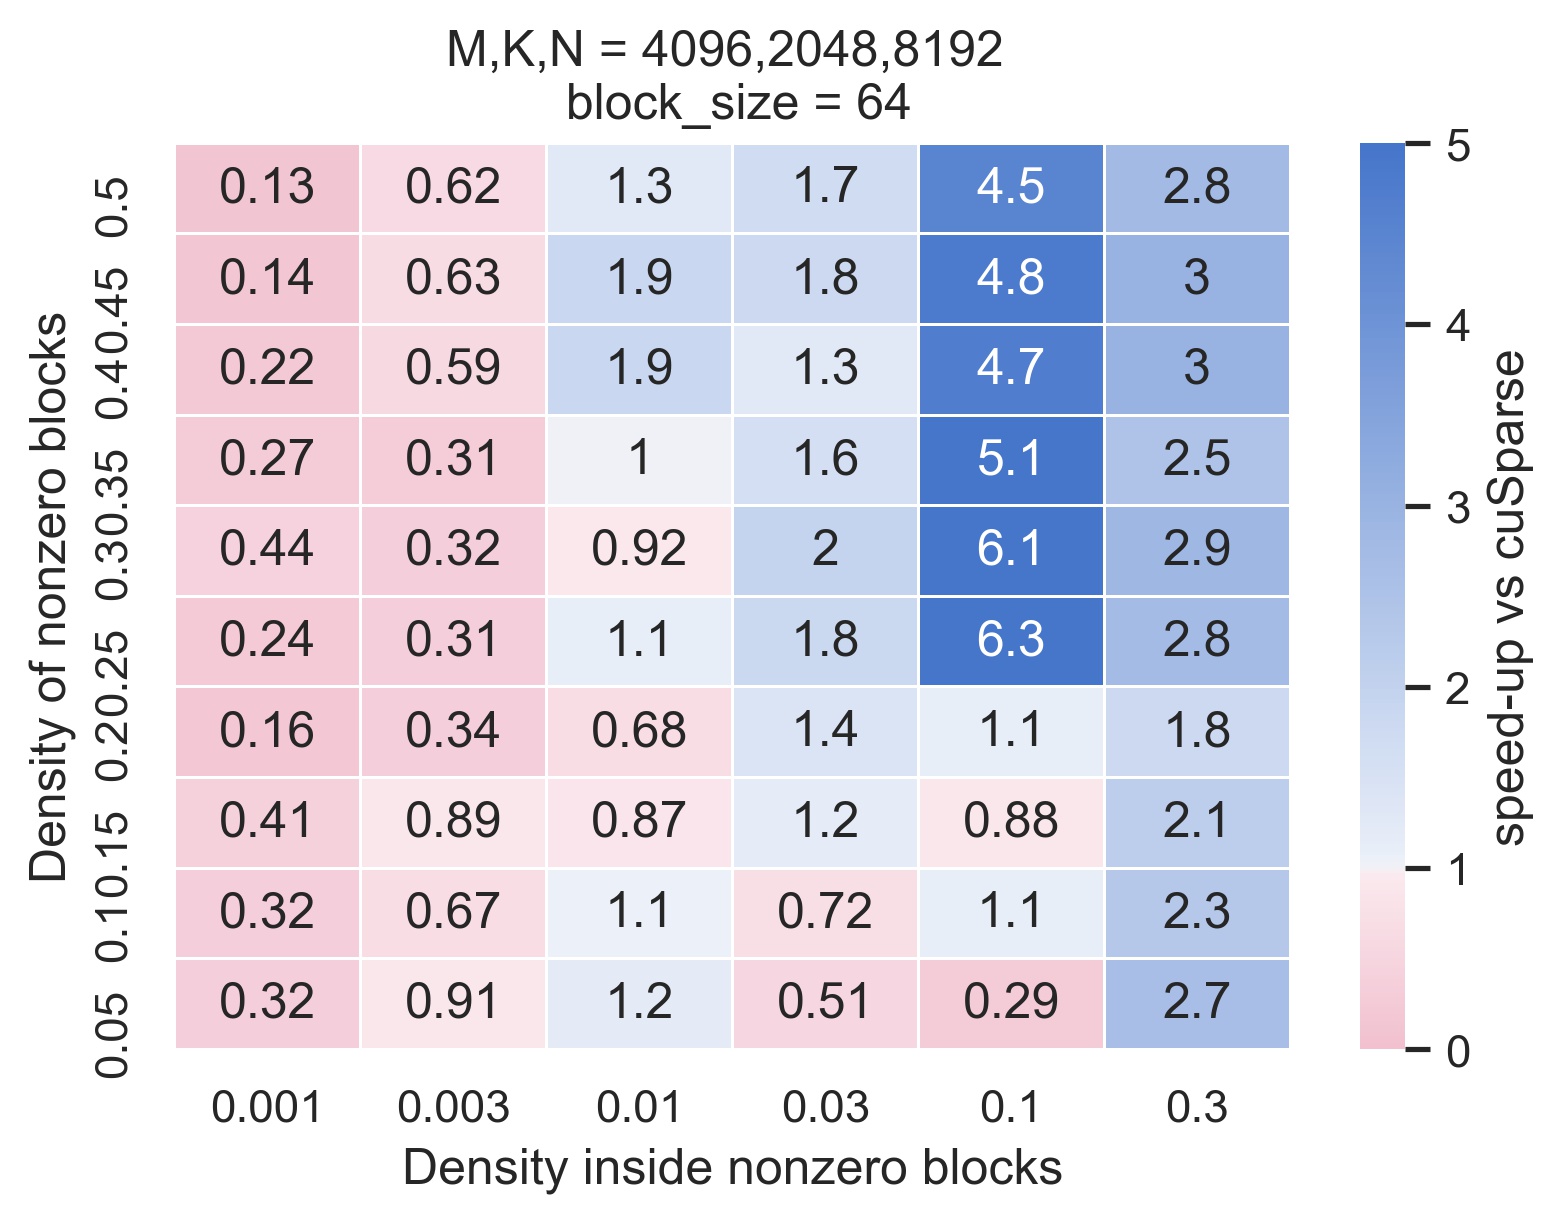 M,K,N = 4096,2048,8192
block_size = 64
Density of nonzero blocks
0.5 0.13 0.62 1.3 1.7 4.5 2.8
0.45 0.14 0.63 1.9 1.8 4.8 3
0.4 0.22 0.59 1.9 1.3 4.7 3
0.35 0.27 0.31 1 1.6 5.1 2.5
0.3 0.44 0.32 0.92 2 6.1 2.9
0.25 0.24 0.31 1.1 1.8 6.3 2.8
0.2 0.16 0.34 0.68 1.4 1.1 1.8
0.15 0.41 0.89 0.87 1.2 0.88 2.1
0.1 0.32 0.67 1.1 0.72 1.1 2.3
0.05 0.32 0.91 1.2 0.51 0.29 2.7
0.001 0.003 0.01 0.03 0.1 0.3
Density inside nonzero blocks
5
4
3
2
1
0
speed-up vs cuSparse